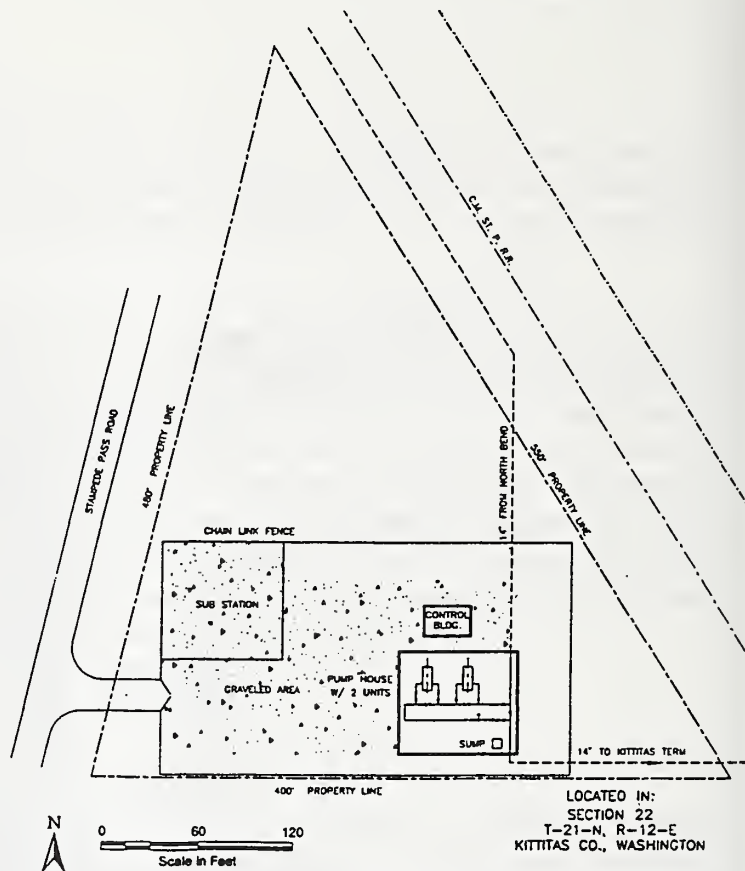 C.M. ST. P. R.R.
STAMPEDE PASS ROAD
480' PROPERTY LINE
14" FROM NORTH BEND
550' PROPERTY LINE
CHAIN LINK FENCE
SUB STATION
CONTROL
BLDG.
GRAVELED AREA
PUMP HOUSE
W/ 2 UNITS
SUMP
14" TO KITTITAS TERM
400' PROPERTY LINE
LOCATED IN:
SECTION 22
T-21-N, R-12-E
KITTITAS CO., WASHINGTON
N
0 60 120
Scale in Feet